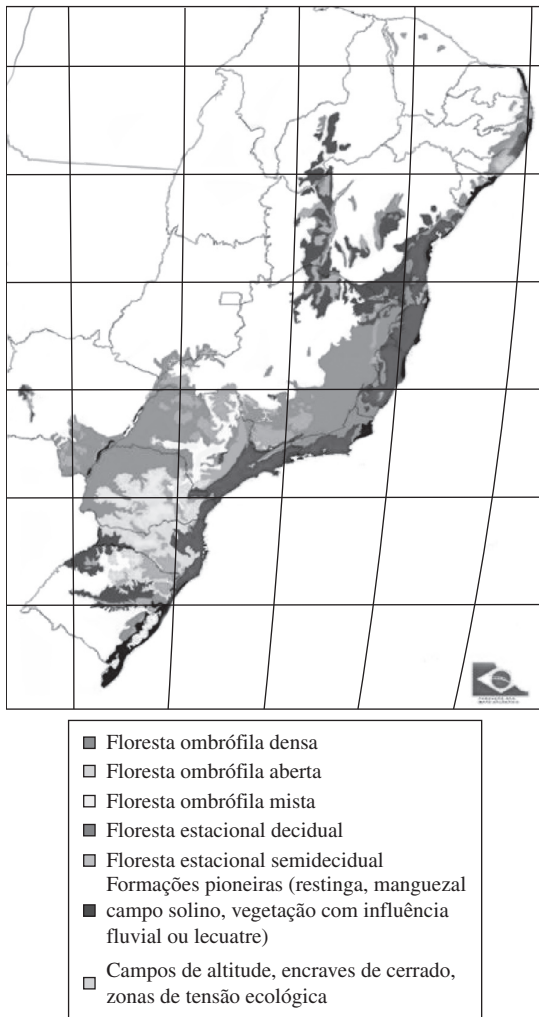 Floresta ombrófila densa
Floresta ombrófila aberta
Floresta ombrófila mista
Floresta estacional decidual
Floresta estacional semidecidual
Formações pioneiras (restinga, manguezal
campo solino, vegetação com influência
fluvial ou lecuatre)
Campos de altitude, encraves de cerrado,
zonas de tensão ecológica